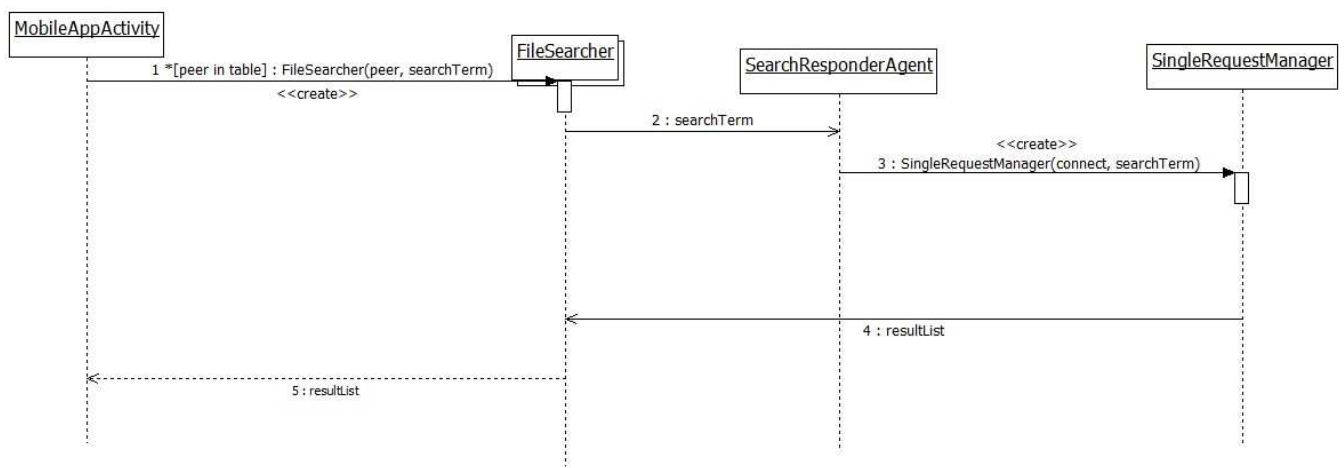 MobileAppActivity
FileSearcher
SearchResponderAgent
SingleRequestManager
1 *[peer in table] : FileSearcher(peer, searchTerm)
<<create>>
2 : searchTerm
<<create>>
3 : SingleRequestManager(connect, searchTerm)
4 : resultList
5 : resultList